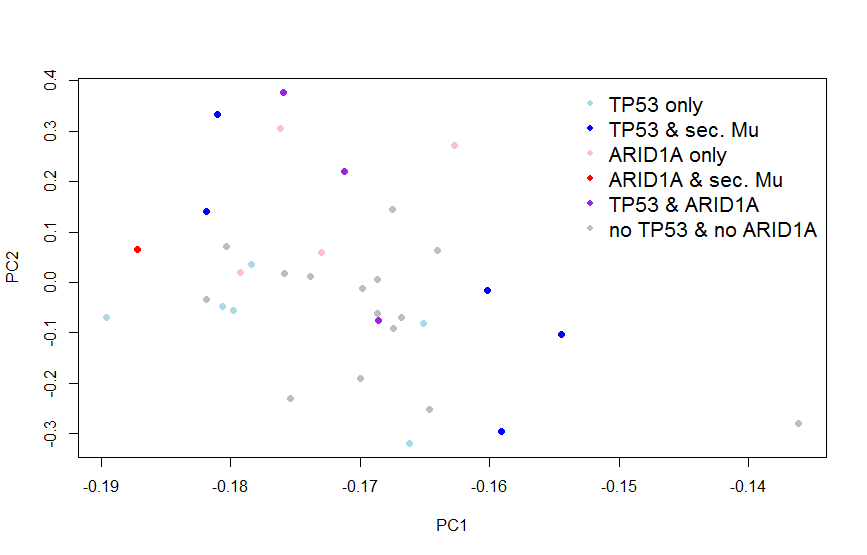 TP53 only
TP53 & sec. Mu
ARID1A only
ARID1A & sec. Mu
TP53 & ARID1A
no TP53 & no ARID1A
PC2
0.4
0.3
0.2
0.1
0.0
-0.1
-0.2
-0.3
-0.19 -0.18 -0.17 -0.16 -0.15 -0.14
PC1